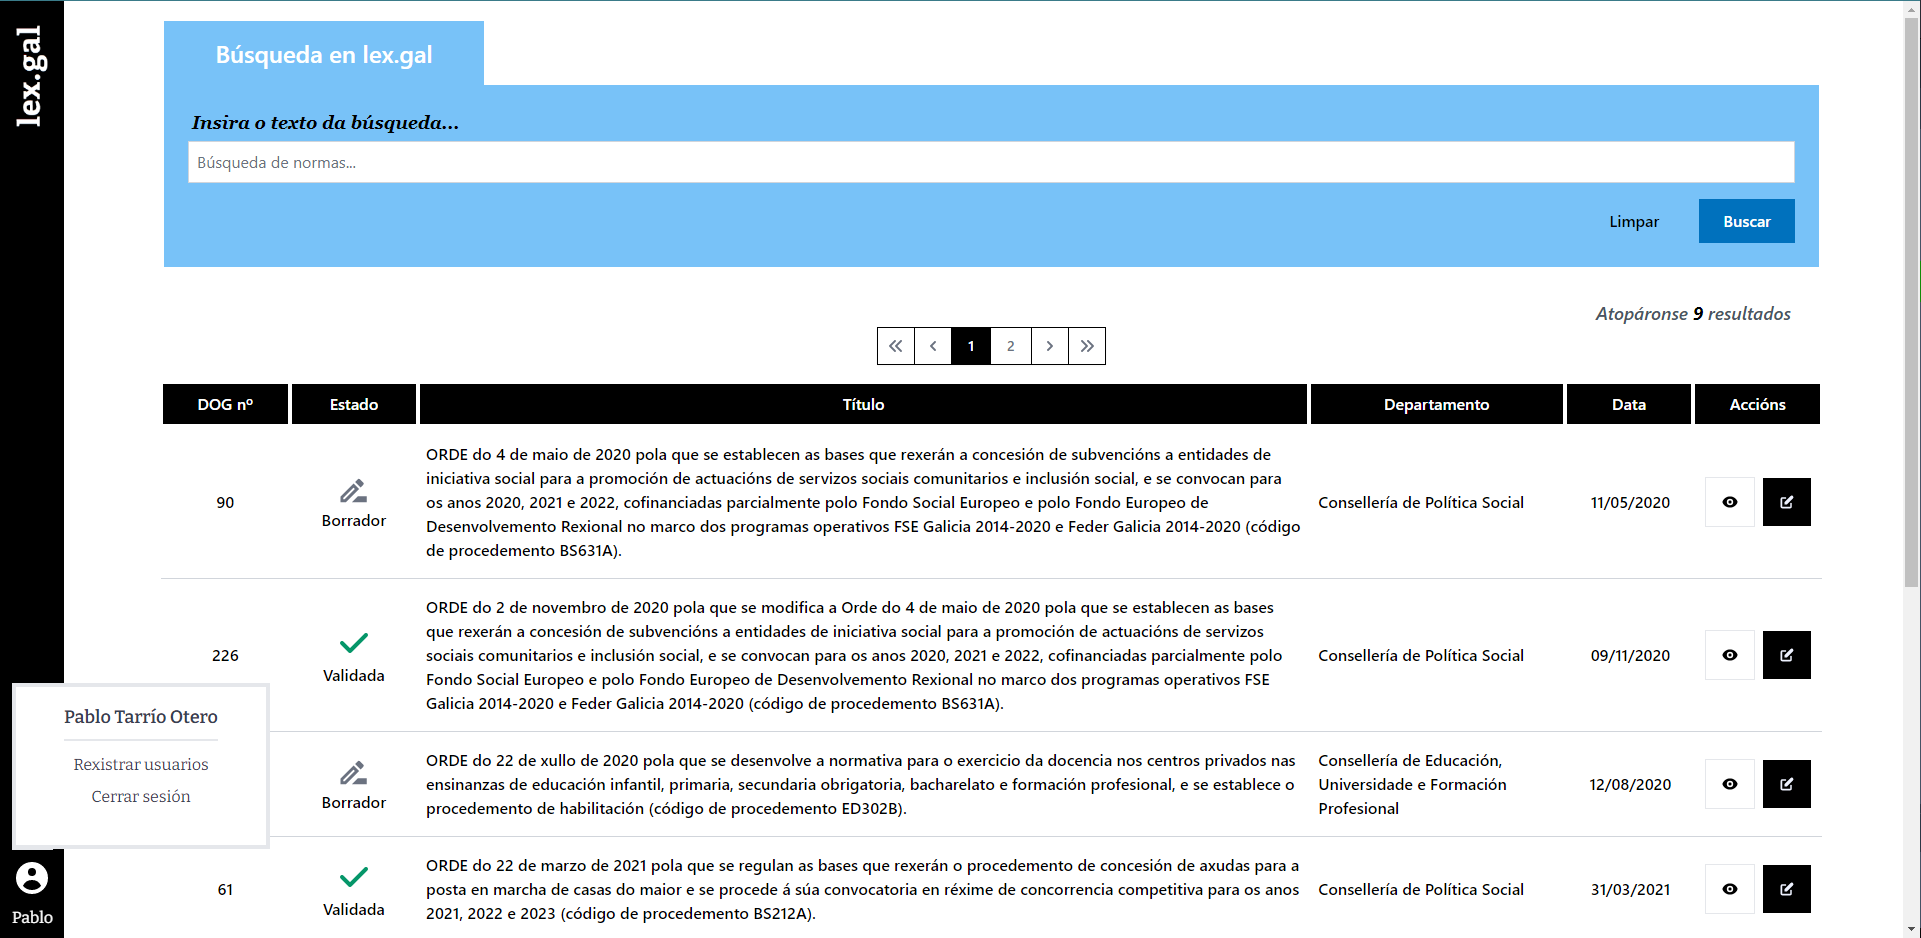 lex.gal
Búsqueda en lex.gal
Insira o texto da búsqueda...
Búsqueda de normas...
Limpar
Buscar
Atopáronse 9 resultados
1
2
DOG nº
Estado
Título
Departamento
Data
Accións
90
Borrador
ORDE do 4 de maio de 2020 pola que se establecen as bases que rexerán a concesión de subvencións a entidades de
iniciativa social para a promoción de actuacións de servizos sociais comunitarios e inclusión social, e se convocan para
os anos 2020, 2021 e 2022, cofinanciadas parcialmente polo Fondo Social Europeo e polo Fondo Europeo de
Desenvolvemento Rexional no marco dos programas operativos FSE Galicia 2014-2020 e Feder Galicia 2014-2020 (código
de procedemento BS631A).
Consellería de Política Social
11/05/2020
226
Validada
ORDE do 2 de novembro de 2020 pola que se modifica a Orde do 4 de maio de 2020 pola que se establecen as bases
que rexerán a concesión de subvencións a entidades de iniciativa social para a promoción de actuacións de servizos
sociais comunitarios e inclusión social, e se convocan para os anos 2020, 2021 e 2022, cofinanciadas parcialmente polo
Fondo Social Europeo e polo Fondo Europeo de Desenvolvemento Rexional no marco dos programas operativos FSE
Galicia 2014-2020 e Feder Galicia 2014-2020 (código de procedemento BS631A).
Consellería de Política Social
09/11/2020
Borrador
ORDE do 22 de xullo de 2020 pola que se desenvolve a normativa para o exercicio da docencia nos centros privados nas
ensinanzas de educación infantil, primaria, secundaria obrigatoria, bacharelato e formación profesional, e se establece o
procedemento de habilitación (código de procedemento ED302B).
Consellería de Educación,
Universidade e Formación
Profesional
12/08/2020
61
Validada
ORDE do 22 de marzo de 2021 pola que se regulan as bases que rexerán o procedemento de concesión de axudas para a
posta en marcha de casas do maior e se procede á súa convocatoria en réxime de concorrencia competitiva para os anos
2021, 2022 e 2023 (código de procedemento BS212A).
Consellería de Política Social
31/03/2021
Pablo Tarrío Otero
Rexistrar usuarios
Cerrar sesión
Pablo